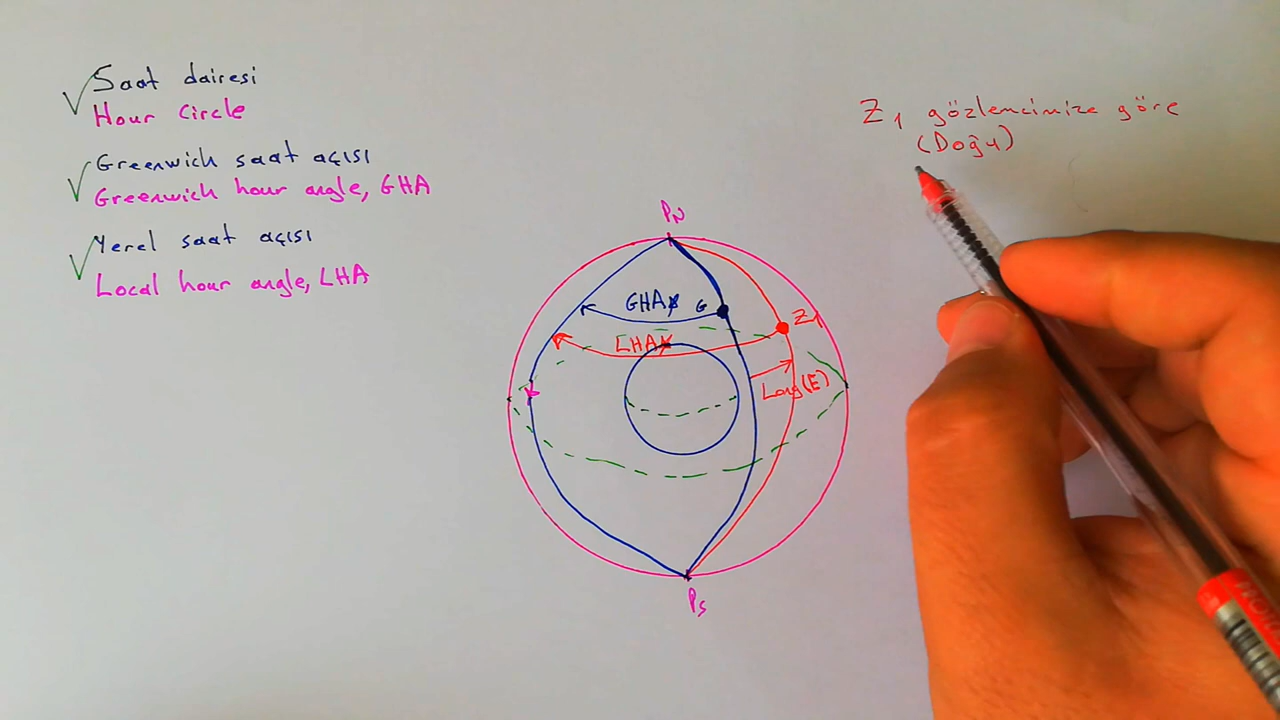 Saat dairesi
Hour Circle
Greenwich saat açısı
Greenwich hour angle, GHA
Yerel saat açısı
Local hour angle, LHA
Z1 gözlencimize göre
(Doğu)
PN
GHA★ G
Z1
LHA★
Long(E)
PS